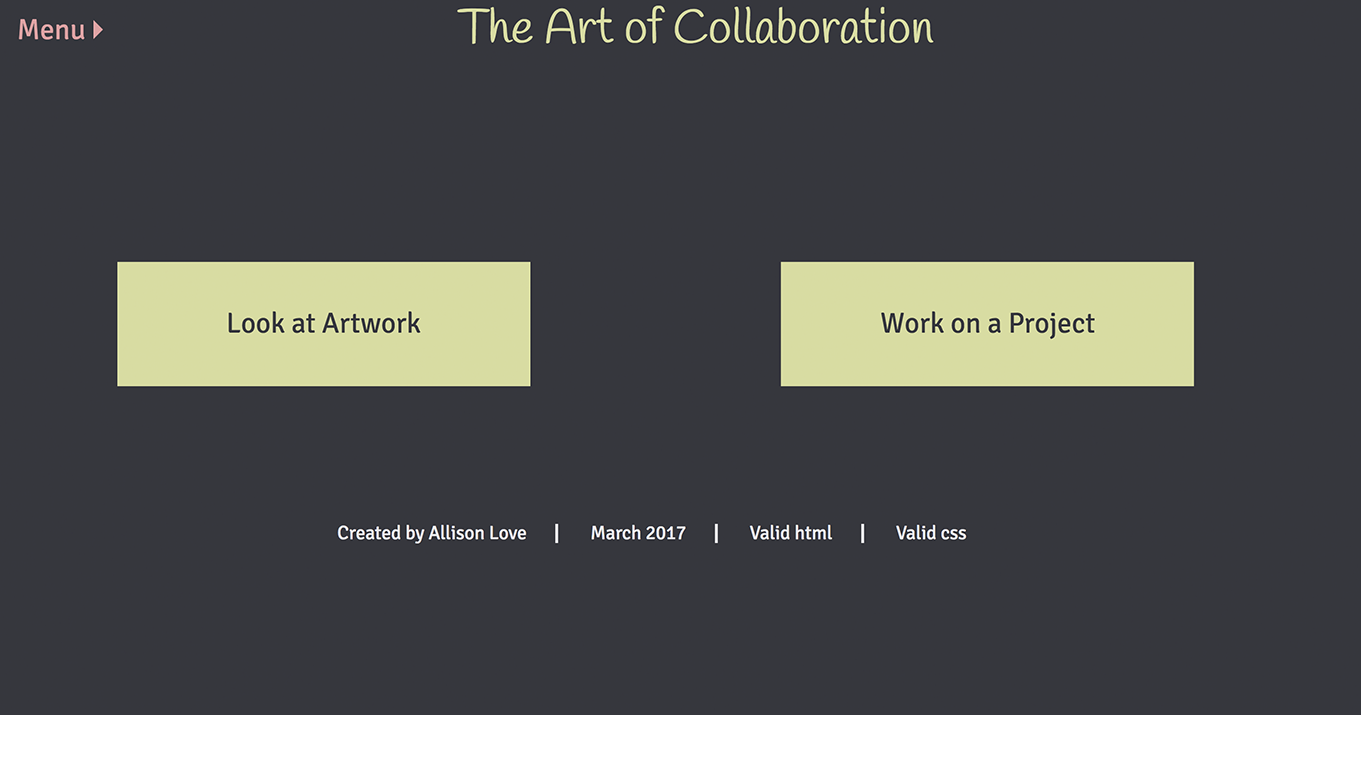 Menu
The Art of Collaboration
Look at Artwork
Work on a Project
Created by Allison Love | March 2017 | Valid html | Valid css